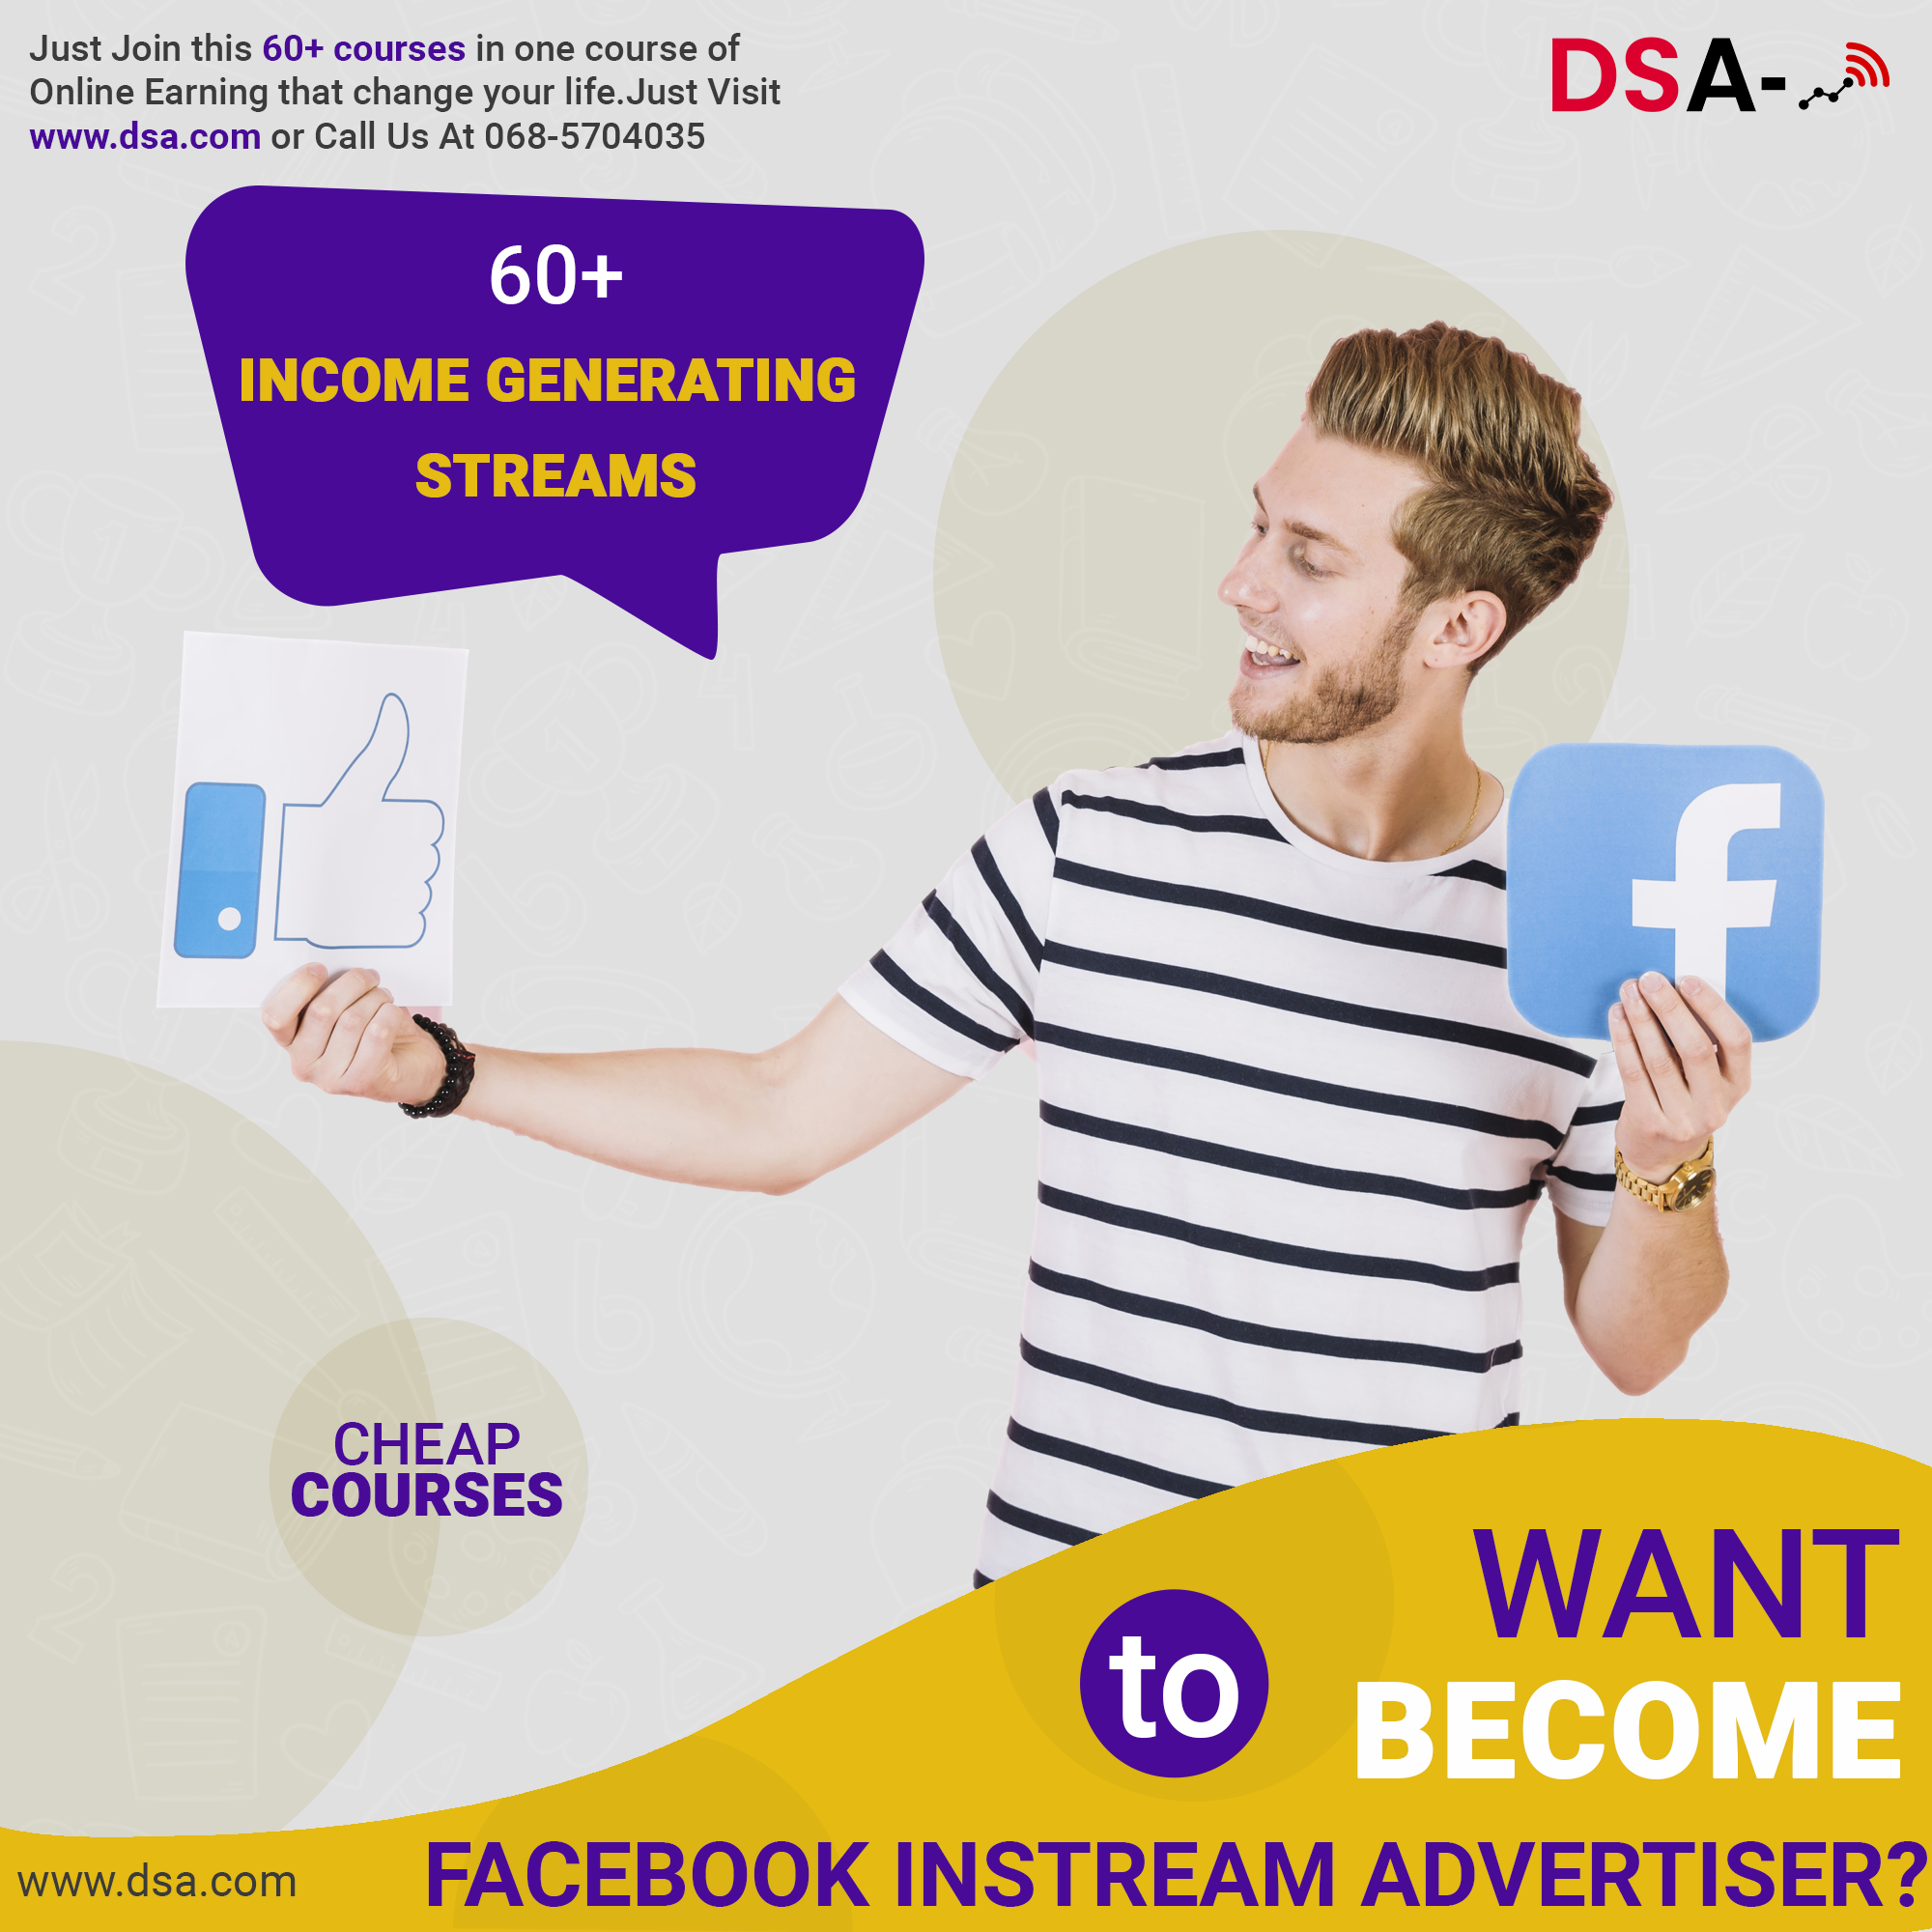 Just Join this 60+ courses in one course of
Online Earning that change your life.Just Visit
www.dsa.com or Call Us At 068-5704035
DSA-
60+
INCOME GENERATING
STREAMS
f
CHEAP
COURSES
WANT
to BECOME
FACEBOOK INSTREAM ADVERTISER?
www.dsa.com